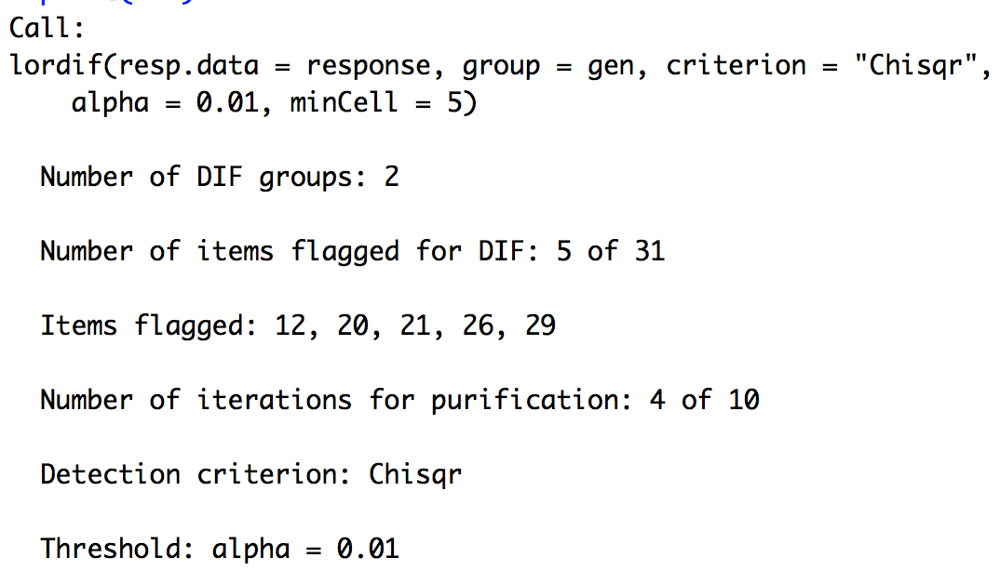 Call:
lordif(resp.data = response, group = gen, criterion = "Chisqr",
    alpha = 0.01, minCell = 5)
  Number of DIF groups: 2
  Number of items flagged for DIF: 5 of 31
  Items flagged: 12, 20, 21, 26, 29
  Number of iterations for purification: 4 of 10
  Detection criterion: Chisqr
  Threshold: alpha = 0.01